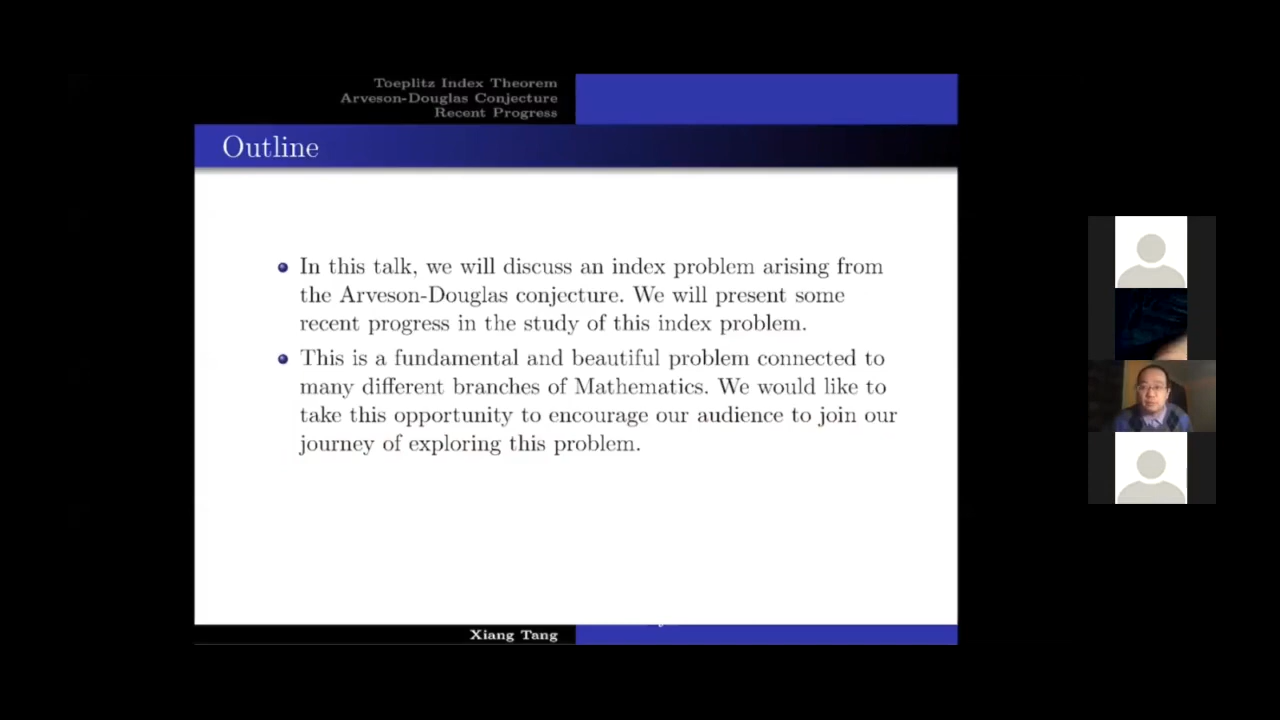 Toeplitz Index Theorem
Arveson-Douglas Conjecture
Recent Progress
Outline
In this talk, we will discuss an index problem arising from
the Arveson-Douglas conjecture. We will present some
recent progress in the study of this index problem.
This is a fundamental and beautiful problem connected to
many different branches of Mathematics. We would like to
take this opportunity to encourage our audience to join our
journey of exploring this problem.
Xiang Tang